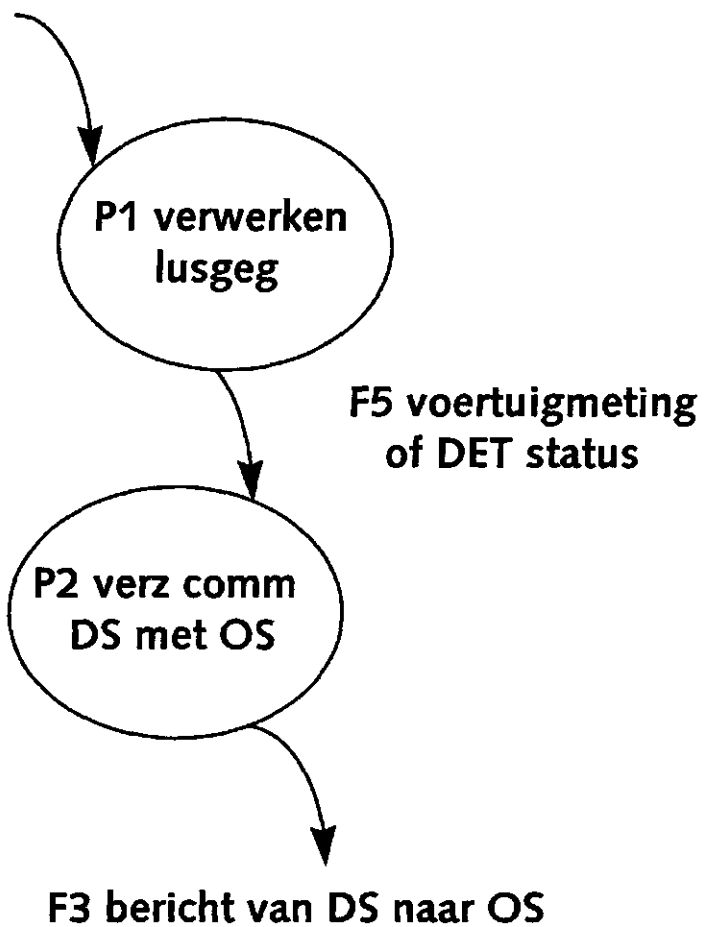 P1 verwerken
lusgeg
F5 voertuigmeting
of DET status
P2 verz comm
DS met OS
F3 bericht van DS naar OS